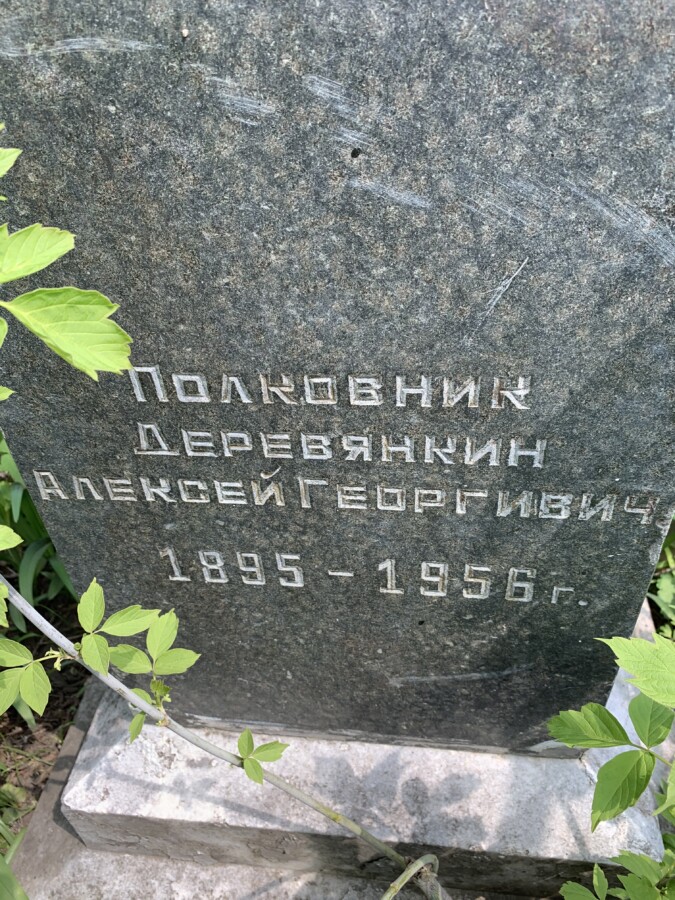 Полковник
Деревянкин
Алексей Георгивич
1895 - 1956 г.